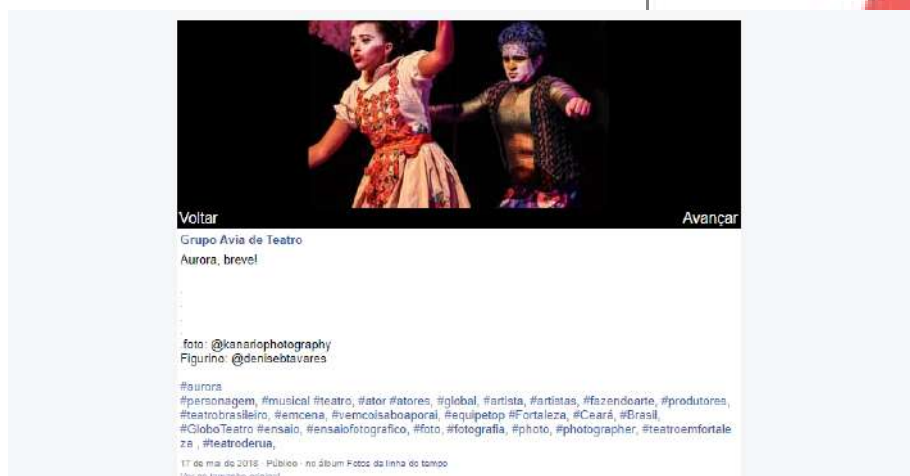 Voltar Avançar
Grupo Avia de Teatro
Aurora, breve!
.
.
.
.
.foto: @kanariophotography
Figurino: @denisebtavares
#aurora
#personagem, #musical #teatro, #ator #atores, #global, #artista, #artistas, #fazendoarte, #produtores,
#teatrobrasileiro, #emcena, #vemcoisaboaporai, #equipetop #Fortaleza, #Ceará, #Brasil,
#GloboTeatro #ensaio, #ensaiofotografico, #foto, #fotografia, #photo, #photographer, #teatroemfortale
za , #teatroderua,
17 de mai de 2018 · Público · no álbum Fotos da linha do tempo